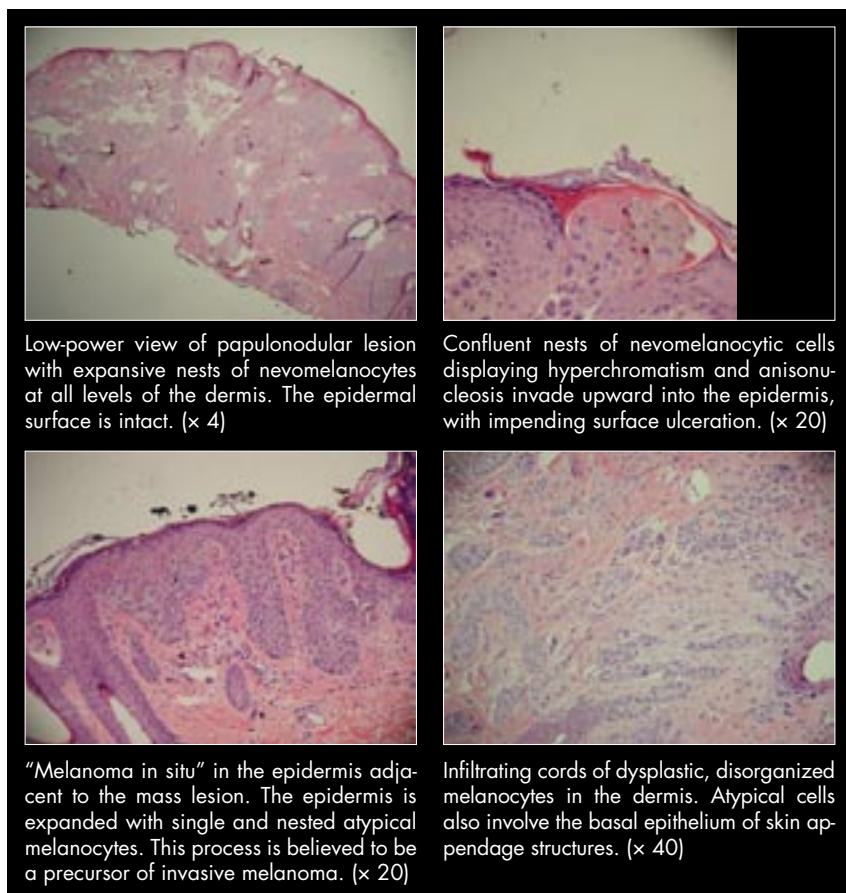 Low-power view of papulonodular lesion
with expansive nests of nevomelanocytes
at all levels of the dermis. The epidermal
surface is intact. (× 4)
Confluent nests of nevomelanocytic cells
displaying hyperchromatism and anisonu-
cleosis invade upward into the epidermis,
with impending surface ulceration. (× 20)
“Melanoma in situ” in the epidermis adja-
cent to the mass lesion. The epidermis is
expanded with single and nested atypical
melanocytes. This process is believed to be
a precursor of invasive melanoma. (× 20)
Infiltrating cords of dysplastic, disorganized
melanocytes in the dermis. Atypical cells
also involve the basal epithelium of skin ap-
pendage structures. (× 40)